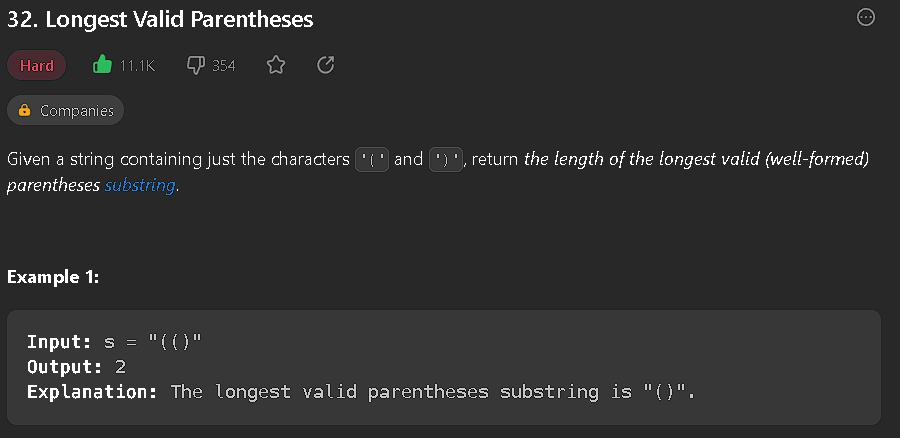 32. Longest Valid Parentheses
Hard 11.1K 354
Companies
Given a string containing just the characters '(' and ')', return the length of the longest valid (well-formed)
parentheses substring.
Example 1:
Input: s = "(()"
Output: 2
Explanation: The longest valid parentheses substring is "()".